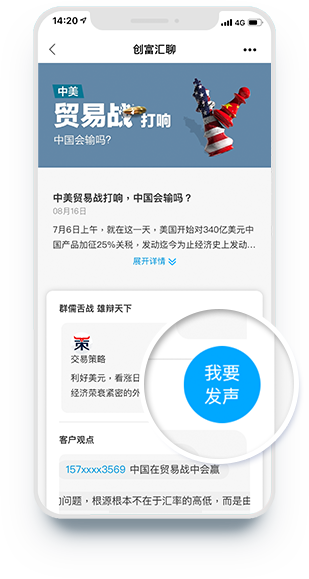 14:20
4G
创富汇聊
中美
贸易战打响
中国会输吗?
中美贸易战打响，中国会输吗？
08月16日
7月6日上午，就在这一天，美国开始对340亿美元中
国产品加征25%关税，发动迄今为止经济史上发动...
展开详情
群儒舌战 雄辩天下
策
交易策略
利好美元，看涨日
经济荣衰紧密的外
我要
发声
客户观点
157xxxx3569 中国在贸易战中会赢
的问题，根源根本不在于汇率的高低，而是由